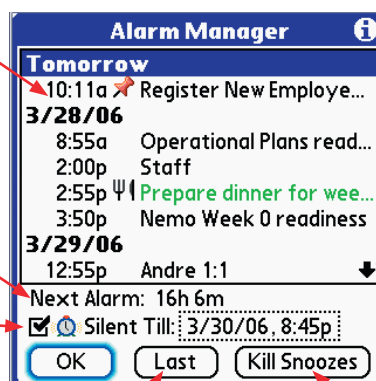 Alarm Manager i
Tomorrow
10:11a Register New Employe...
3/28/06
8:55a Operational Plans read...
2:00p Staff
2:55p Prepare dinner for wee...
3:50p Nemo Week 0 readiness
3/29/06
12:55p Andre 1:1
Next Alarm: 16h 6m
Silent Till: 3/30/06, 8:45p
OK Last Kill Snoozes